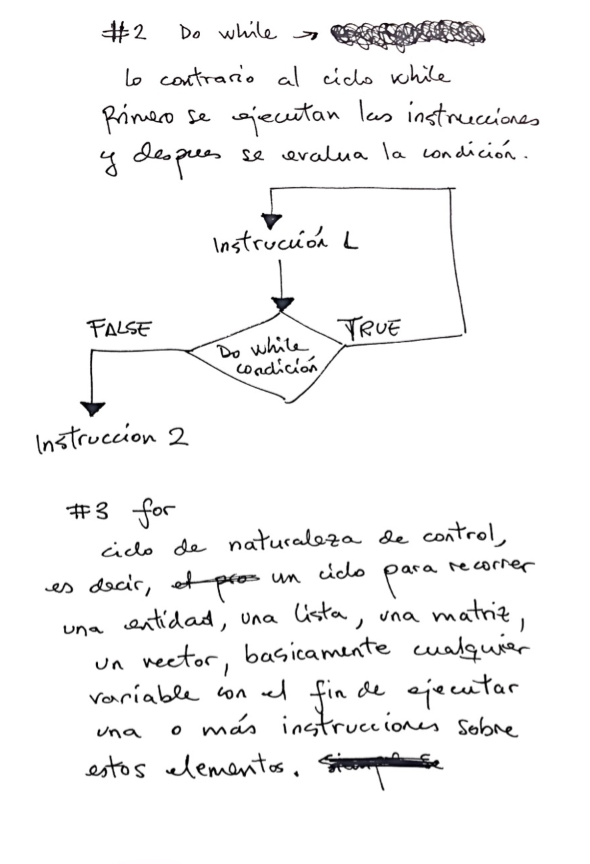 #2 Do while →
Lo contrario al ciclo while
Primero se ejecutan las instrucciones
y despues se evalua la condición.
Instrucción 1
FALSE
TRUE
Do while
condición
Instruccion 2
#3 for
ciclo de naturaleza de control,
es decir, el pro un ciclo para recorrer
una entidad, una lista, una matriz,
un vector, basicamente cualquier
variable con el fin de ejecutar
una o más instrucciones sobre
estos elementos.